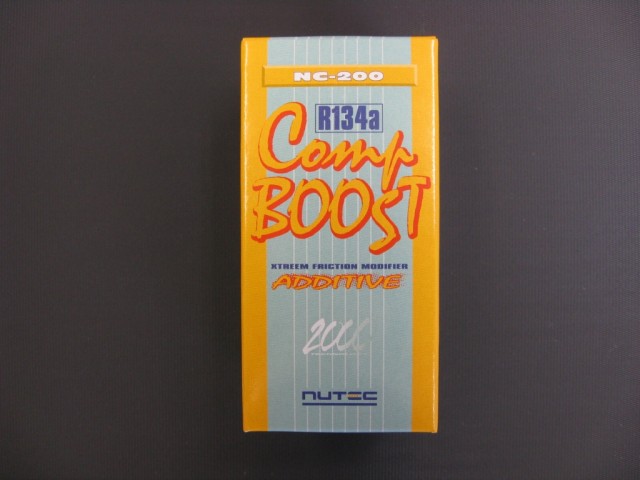 NC-200
R134a
Comp
BOOST
XTREEM FRICTION MODIFIER
ADDITIVE
2000
NUTEC